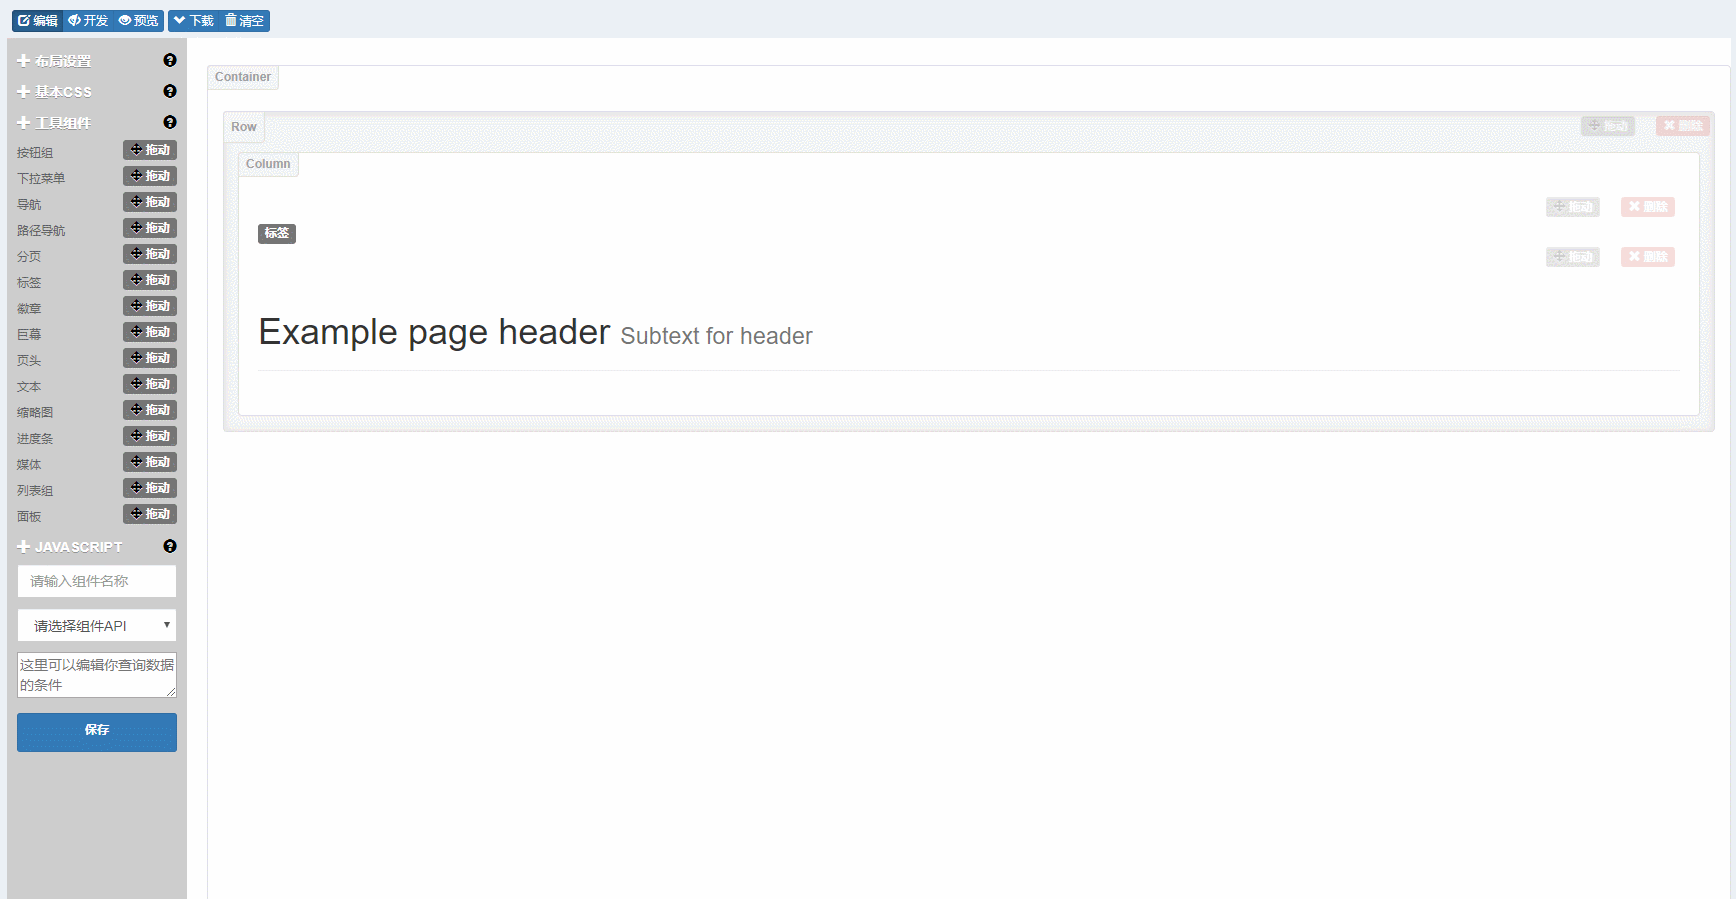 编辑 开发 预览 下载 清空
布局设置
基本CSS
工具组件
按钮组 拖动
下拉菜单 拖动
导航 拖动
路径导航 拖动
分页 拖动
标签 拖动
徽章 拖动
巨幕 拖动
页头 拖动
文本 拖动
缩略图 拖动
进度条 拖动
媒体 拖动
列表组 拖动
面板 拖动
JAVASCRIPT
请输入组件名称
请选择组件API
这里可以编辑你查询数据
的条件
保存
Container
Row 拖动 删除
Column
拖动 删除
标签
拖动 删除
Example page header Subtext for header